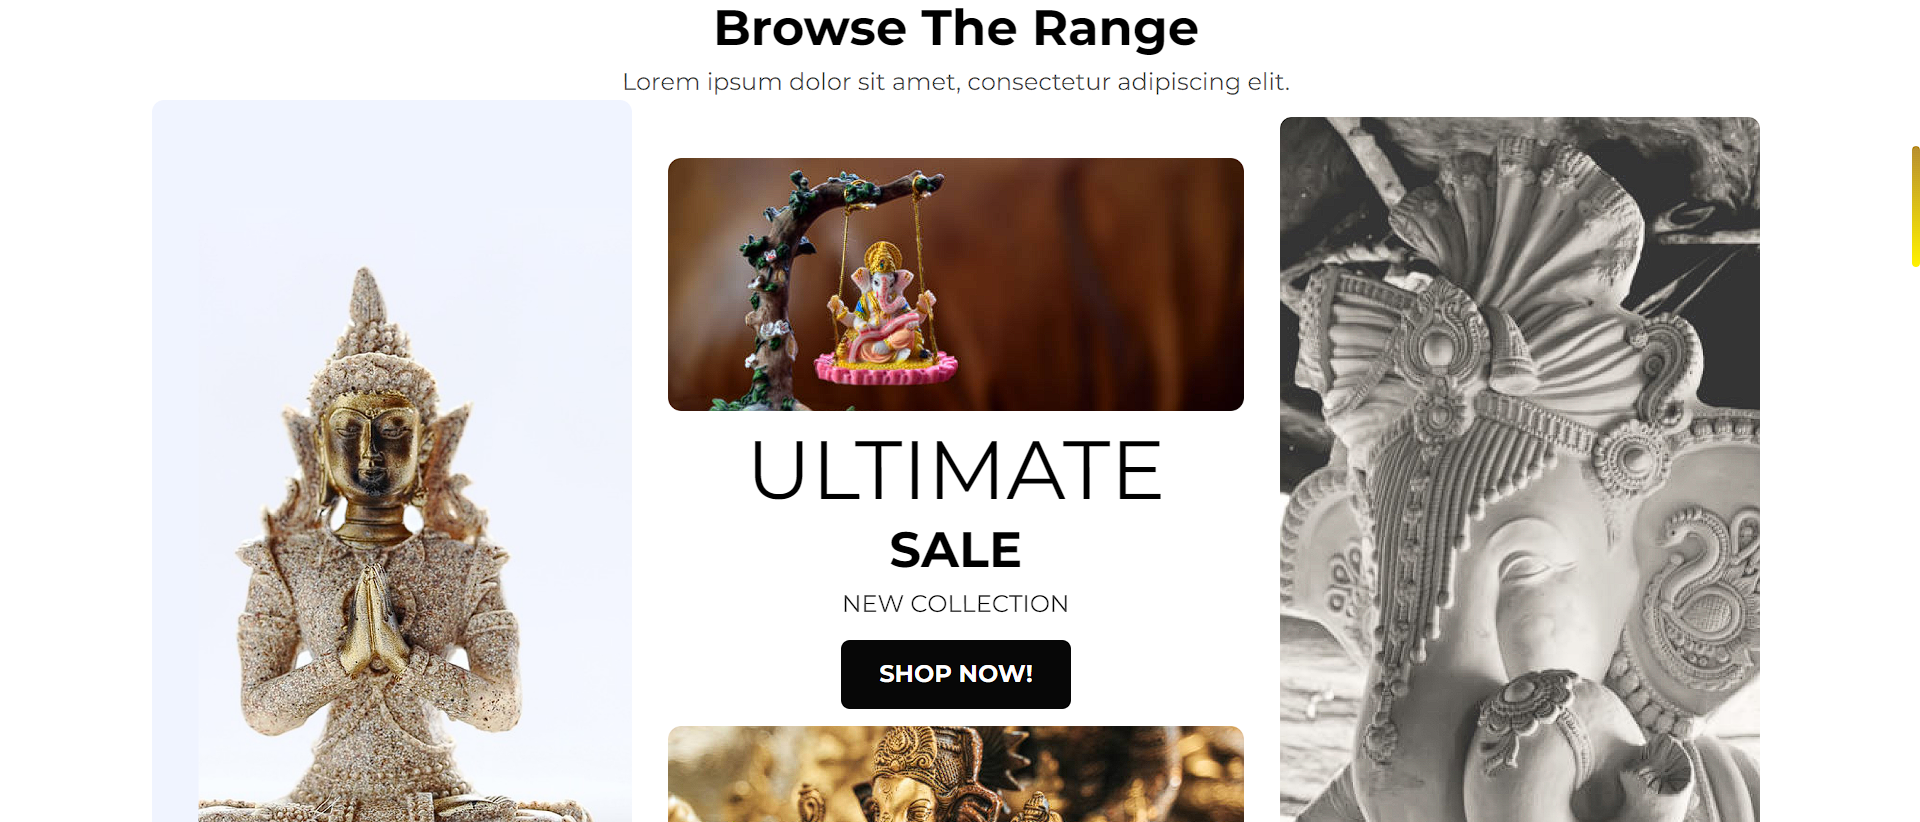 Browse The Range
Lorem ipsum dolor sit amet, consectetur adipiscing elit.
ULTIMATE
SALE
NEW COLLECTION
SHOP NOW!